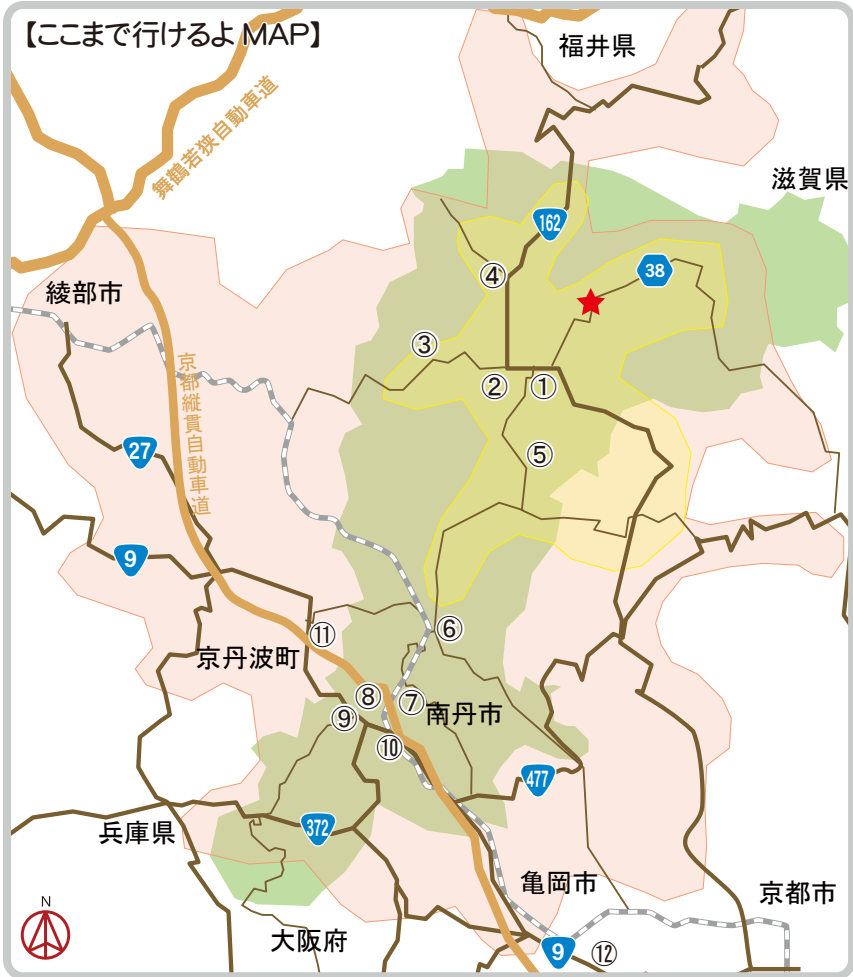 【ここまで行けるよMAP】
福井県
舞鶴若狭自動車道
滋賀県
162
38
④
綾部市
③
②
①
京都縦貫自動車道
27
⑤
9
⑥
⑪
京丹波町
⑧
⑦
南丹市
⑨
⑩
477
372
兵庫県
亀岡市
京都市
N
大阪府
9
⑫